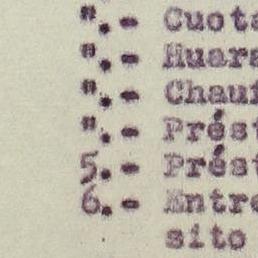 ". - Cuota
". - Huara
". - Chauf
". - Prést
5. - Prést
6. - Entre
sito